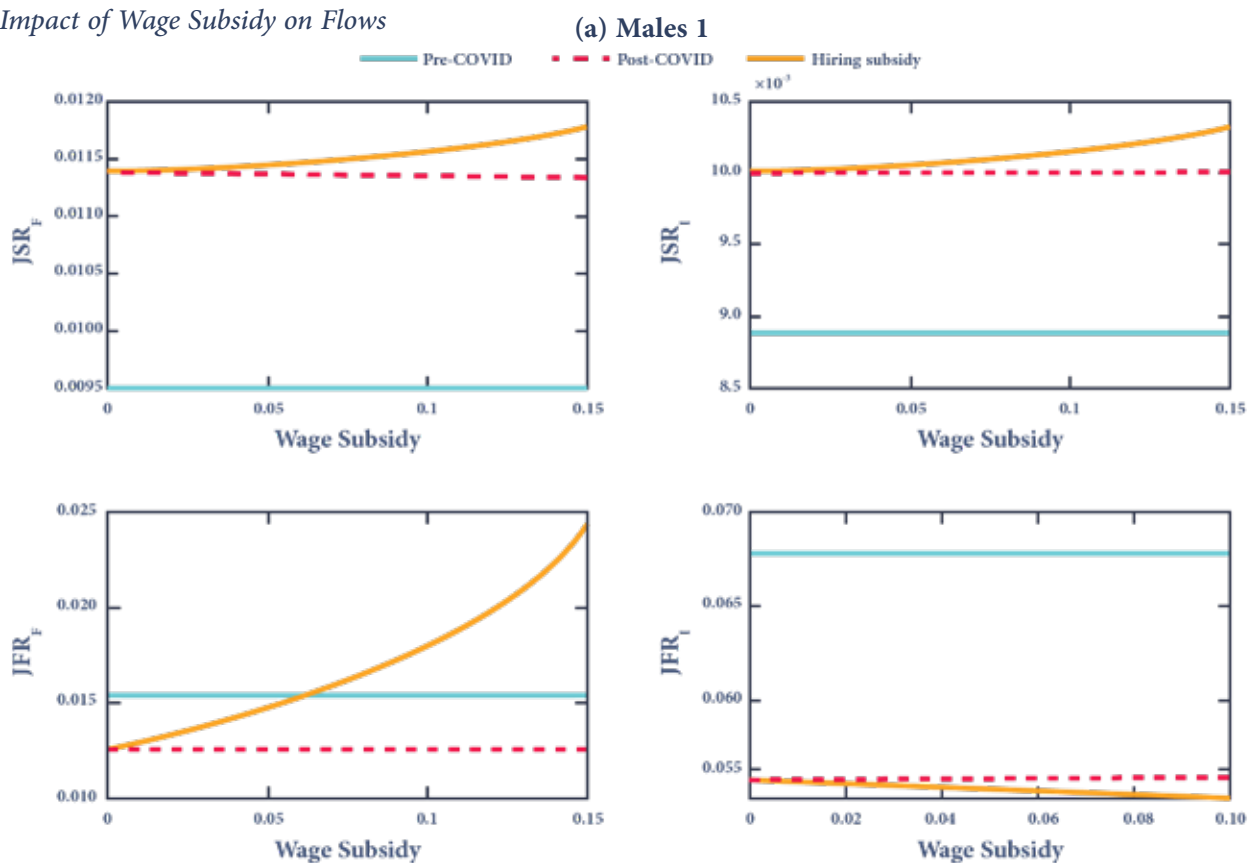 Impact of Wage Subsidy on Flows
(a) Males 1
Pre-COVID Post-COVID Hiring subsidy
0.0120
0.0115
0.0110
0.0105
0.0100
0.0095
JSR_F
0 0.05 0.1 0.15
Wage Subsidy
×10⁻³
10.5
10.0
9.5
9.0
8.5
JSR_I
0 0.05 0.1 0.15
Wage Subsidy
0.025
0.020
0.015
0.010
JFR_F
0 0.05 0.1 0.15
Wage Subsidy
0.070
0.065
0.060
0.055
JFR_I
0 0.02 0.04 0.06 0.08 0.10
Wage Subsidy